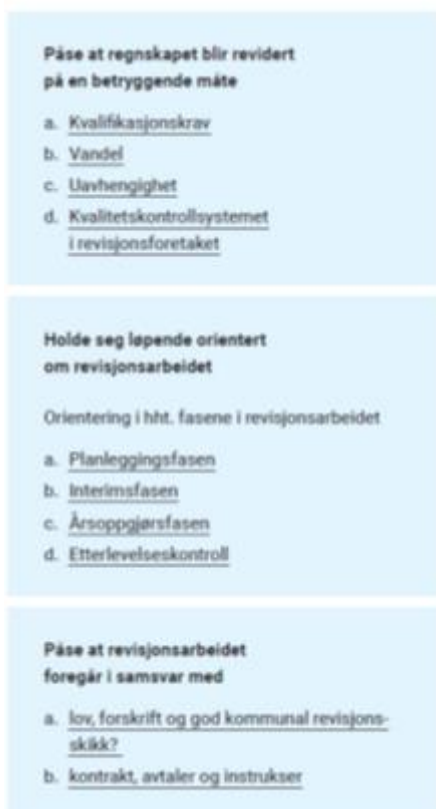 Påse at regnskapet blir revidert
på en betryggende måte
a. Kvalifikasjonskrav
b. Vandel
c. Uavhengighet
d. Kvalitetskontrollsystemet
i revisjonsforetaket
Holde seg løpende orientert
om revisjonsarbeidet
Orientering i hht. fasene i revisjonsarbeidet
a. Planleggingsfasen
b. Interimsfasen
c. Årsoppgjørsfasen
d. Etterlevelseskontroll
Påse at revisjonsarbeidet
foregår i samsvar med
a. lov, forskrift og god kommunal revisjons-
skikk?
b. kontrakt, avtaler og instrukser